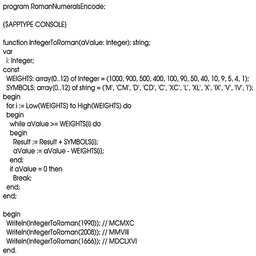 program RomanNumeralsEncode;

{$APPTYPE CONSOLE}

function IntegerToRoman(aValue: Integer): string;
var
  i: Integer;
const
  WEIGHTS: array[0..12] of Integer = (1000, 900, 500, 400, 100, 90, 50, 40, 10, 9, 5, 4, 1);
  SYMBOLS: array[0..12] of string = ('M', 'CM', 'D', 'CD', 'C', 'XC', 'L', 'XL', 'X', 'IX', 'V', 'IV', 'I');
begin
  for i := Low(WEIGHTS) to High(WEIGHTS) do
  begin
    while aValue >= WEIGHTS[i] do
    begin
      Result := Result + SYMBOLS[i];
      aValue := aValue - WEIGHTS[i];
    end;
    if aValue = 0 then
      Break;
  end;
end;

begin
  Writeln(IntegerToRoman(1990)); // MCMXC
  Writeln(IntegerToRoman(2008)); // MMVIII
  Writeln(IntegerToRoman(1666)); // MDCLXVI
end.